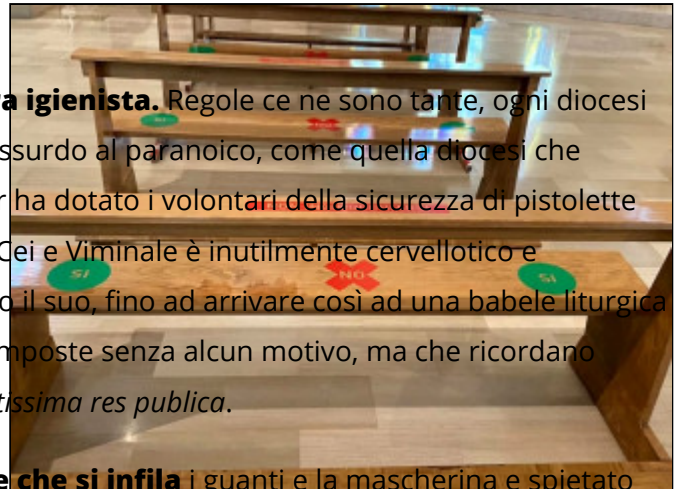 a igienista. Regole ce ne sono tante, ogni diocesi
SI NO
ssurdo al paranoico, come quella diocesi che
r ha dotato i volontari della sicurezza di pistolette
Cei e Viminale è inutilmente cervellotico e
SI NO SI
o il suo, fino ad arrivare così ad una babele liturgica
mposte senza alcun motivo, ma che ricordano
tissima res publica.
e che si infila i guanti e la mascherina e spietato